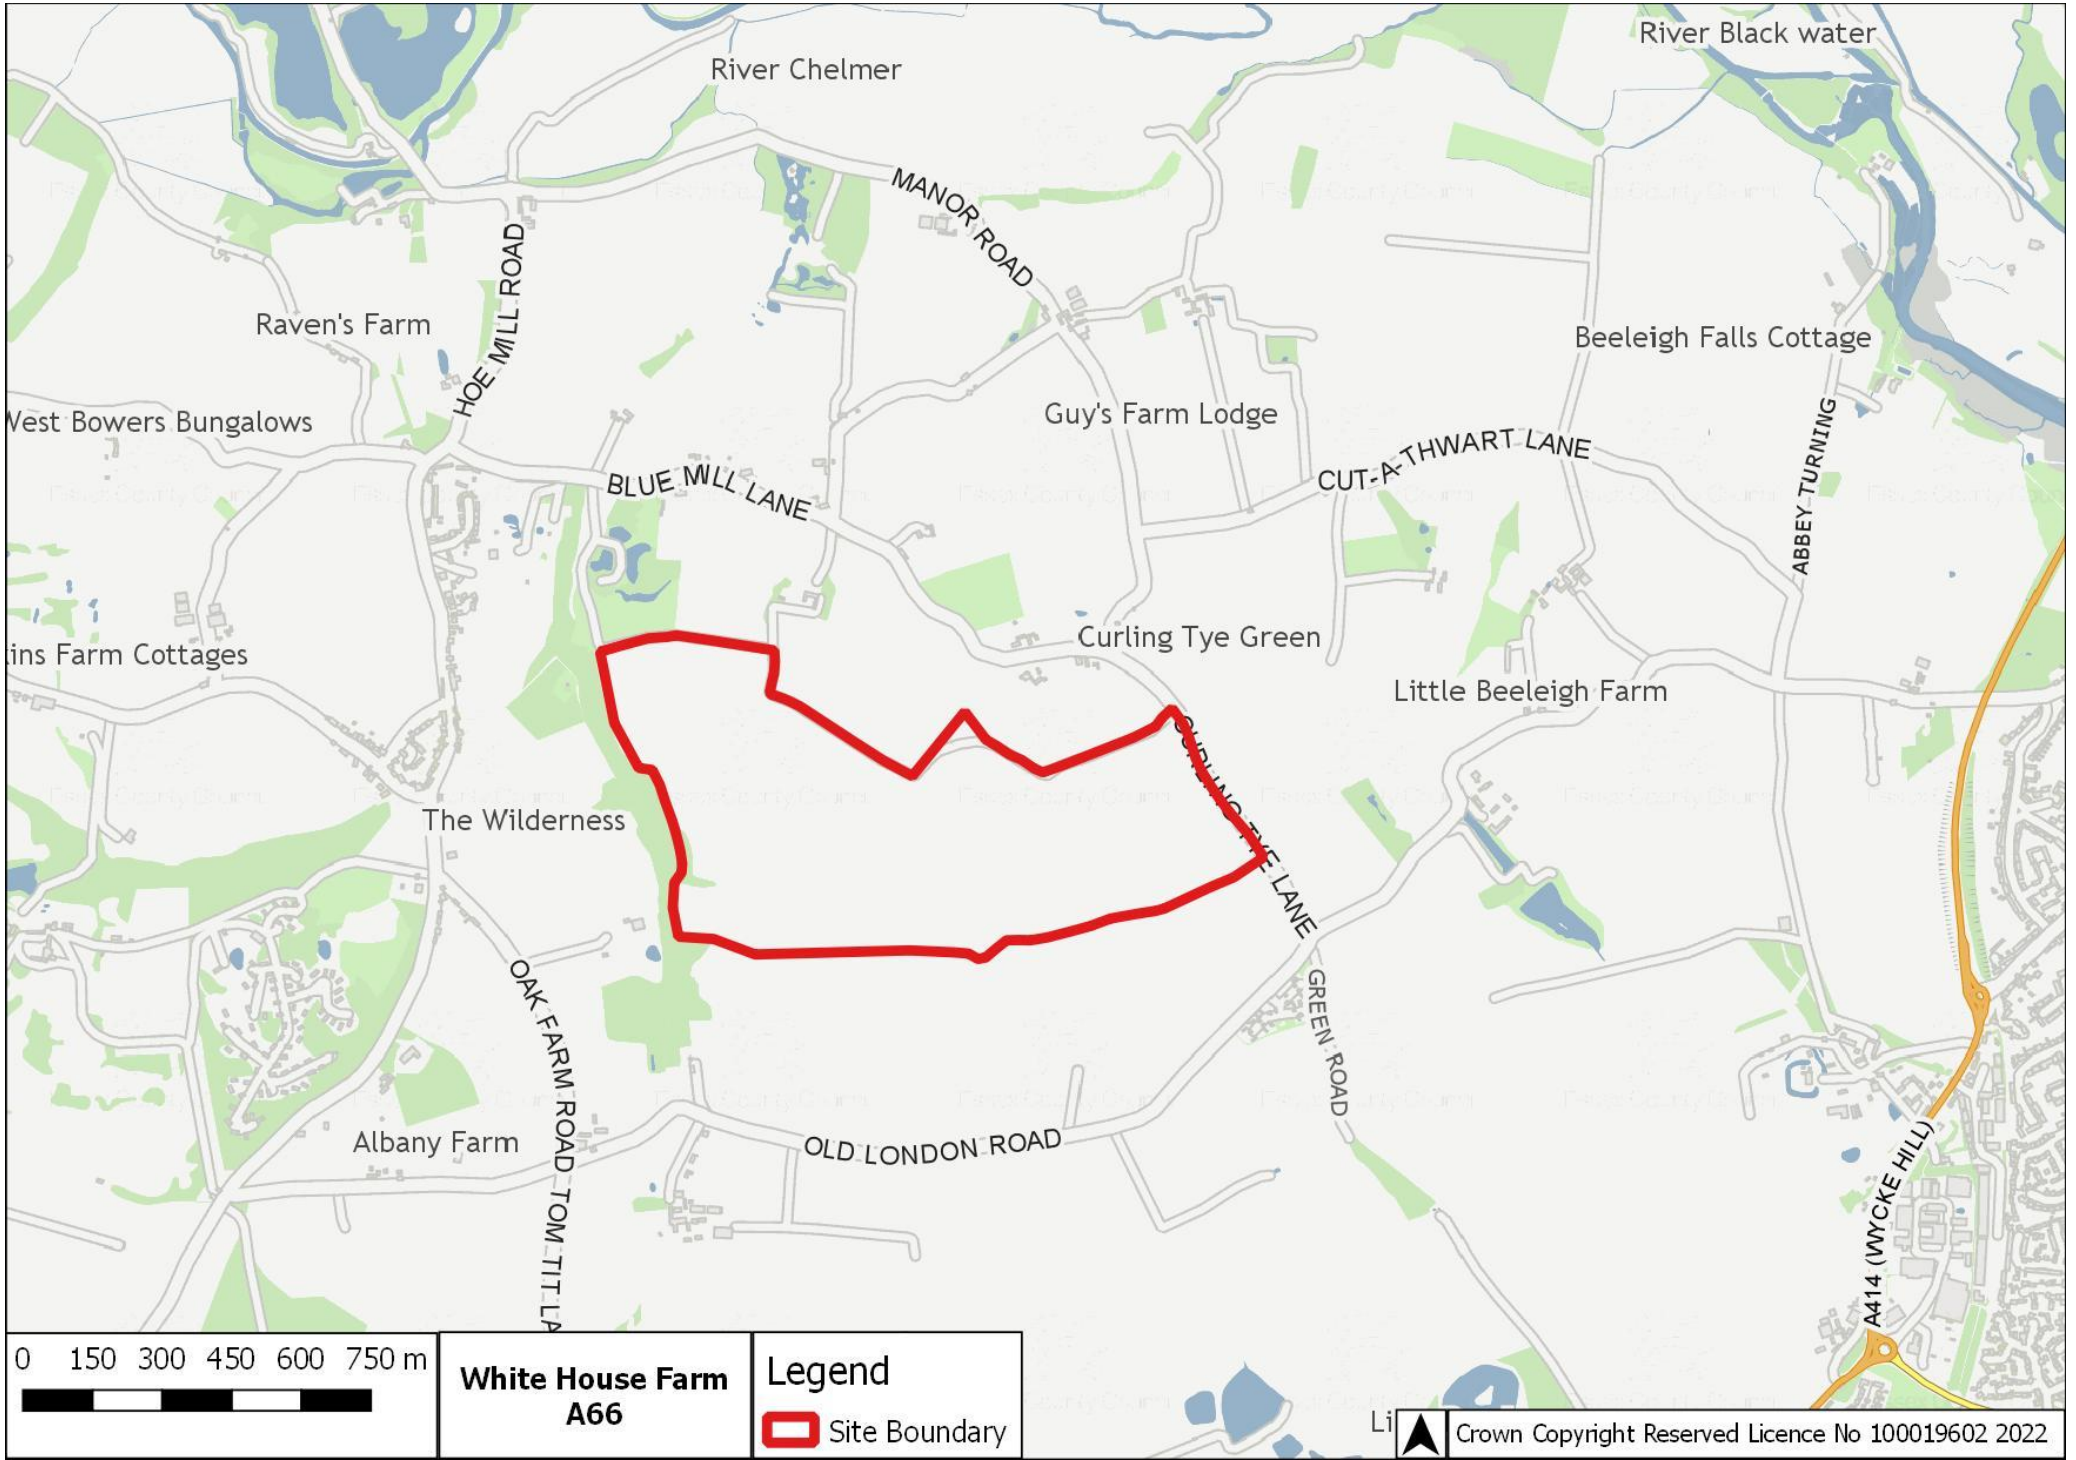 River Black water
River Chelmer
MANOR ROAD
HOE MILL ROAD
Raven's Farm
Beeleigh Falls Cottage
West Bowers Bungalows
Guy's Farm Lodge
CUT-A-THWART LANE
ABBEY TURNING
BLUE MILL LANE
Curling Tye Green
ins Farm Cottages
Little Beeleigh Farm
CURLING TYE LANE
The Wilderness
OAK FARM ROAD
GREEN ROAD
Albany Farm
OLD LONDON ROAD
TOM TIT LA
A414 (WYCKE HILL)
0 150 300 450 600 750 m
White House Farm
A66
Legend
Site Boundary
Li
Crown Copyright Reserved Licence No 100019602 2022